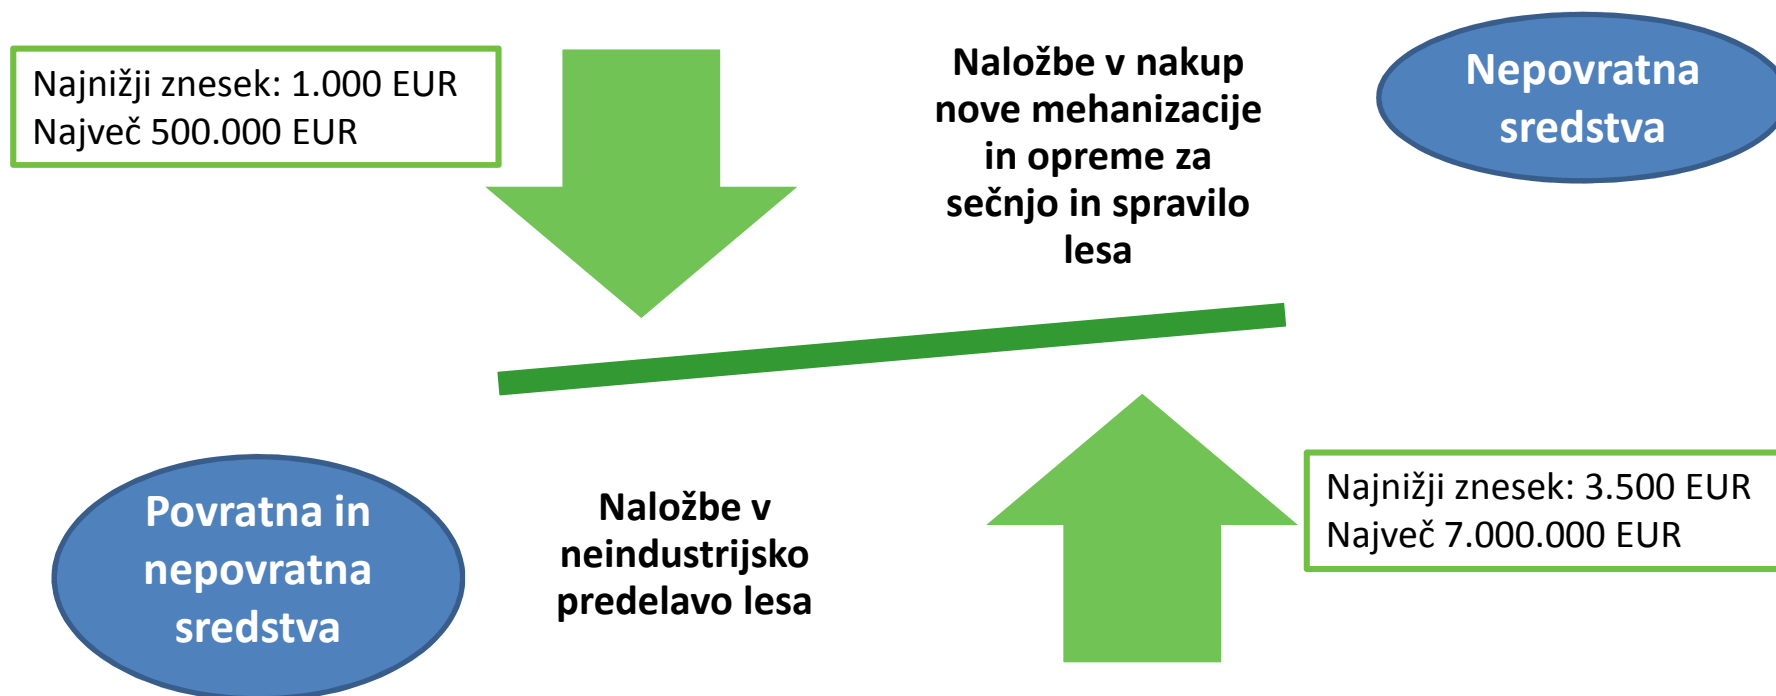 Najnižji znesek: 1.000 EUR
Največ 500.000 EUR
Naložbe v nakup
nove mehanizacije
in opreme za
sečnjo in spravilo
lesa
Nepovratna
sredstva
Povratna in
nepovratna
sredstva
Naložbe v
neindustrijsko
predelavo lesa
Najnižji znesek: 3.500 EUR
Največ 7.000.000 EUR